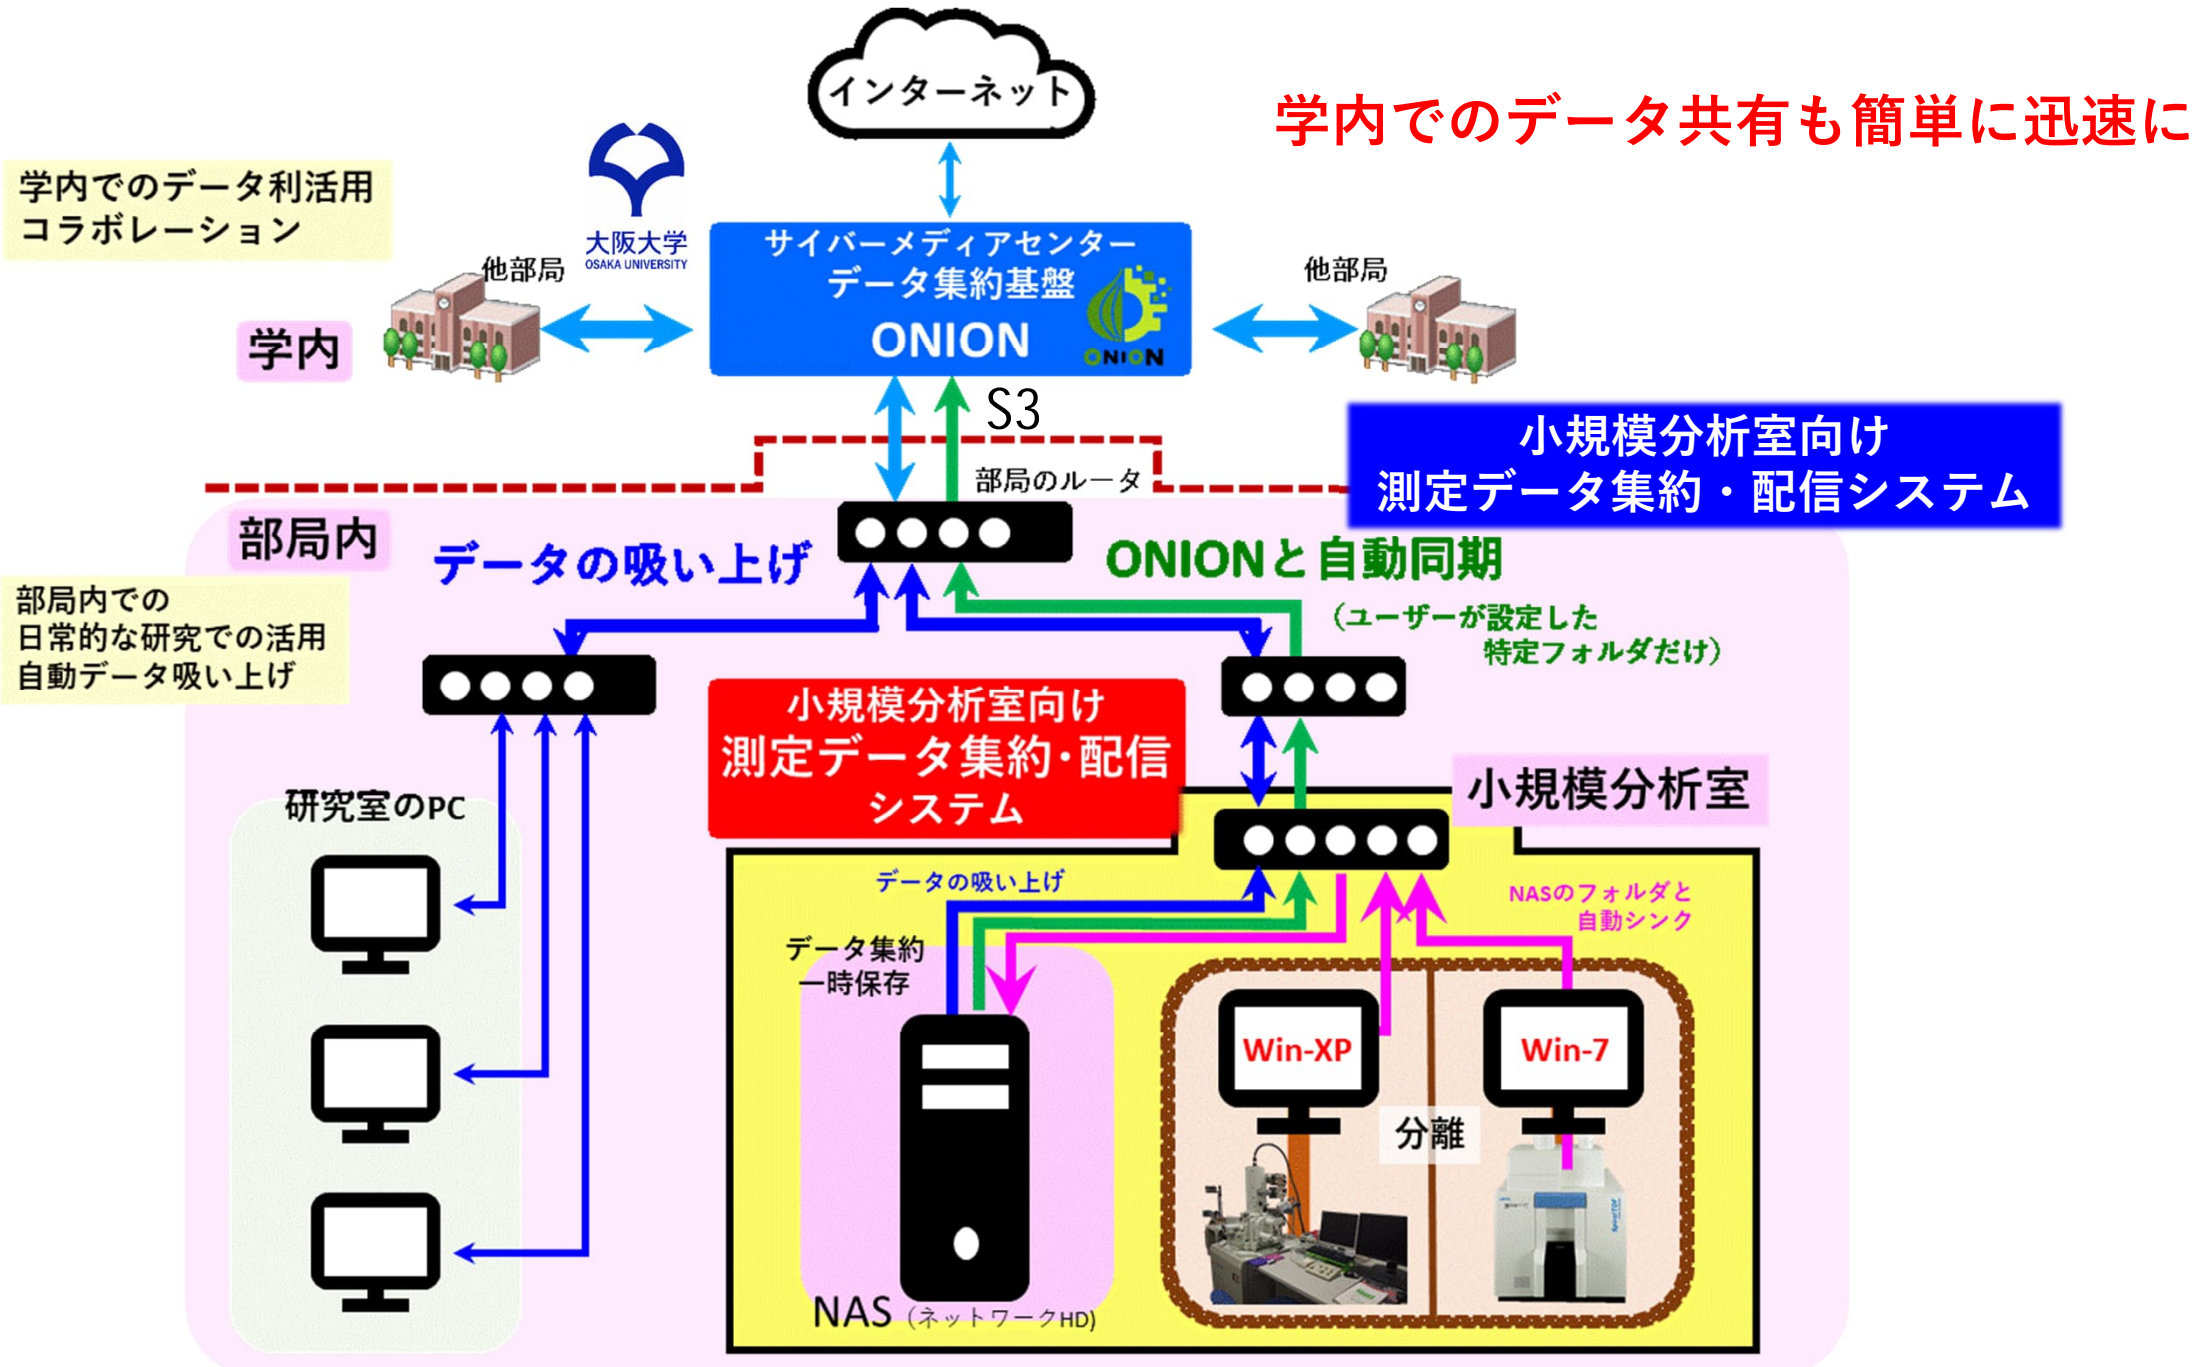 インターネット
学内でのデータ共有も簡単に迅速に
学内でのデータ利活用
コラボレーション
大阪大学
OSAKA UNIVERSITY
サイバーメディアセンター
データ集約基盤
ONION
ONION
他部局
他部局
学内
S3
小規模分析室向け
測定データ集約・配信システム
部局のルータ
部局内
データの吸い上げ
ONIONと自動同期
(ユーザーが設定した
特定フォルダだけ)
部局内での
日常的な研究での活用
自動データ吸い上げ
小規模分析室向け
測定データ集約・配信
システム
小規模分析室
研究室のPC
データの吸い上げ
NASのフォルダと
自動シンク
データ集約
一時保存
Win-XP
Win-7
分離
NAS (ネットワークHD)